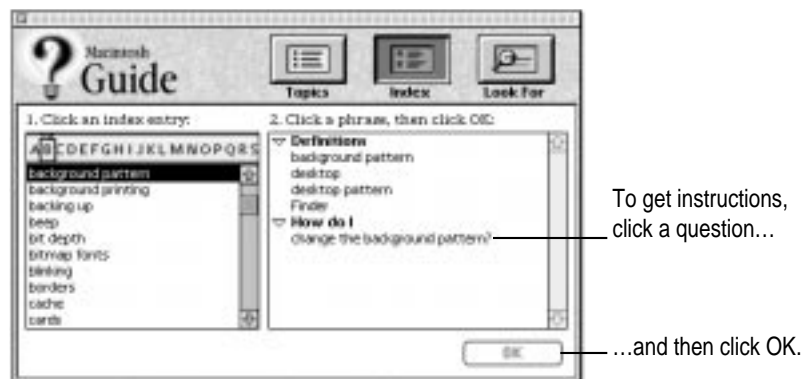 Macintosh
Guide
Topics
Index
Look For
1. Click an index entry:
2. Click a phrase, then click OK:
A B C D E F G H I J K L M N O P Q R S
background pattern
background printing
backing up
beep
bit depth
bitmap fonts
blinking
borders
cache
cards
Definitions
background pattern
desktop
desktop pattern
Finder
How do I
change the background pattern?
To get instructions,
click a question…
OK
…and then click OK.